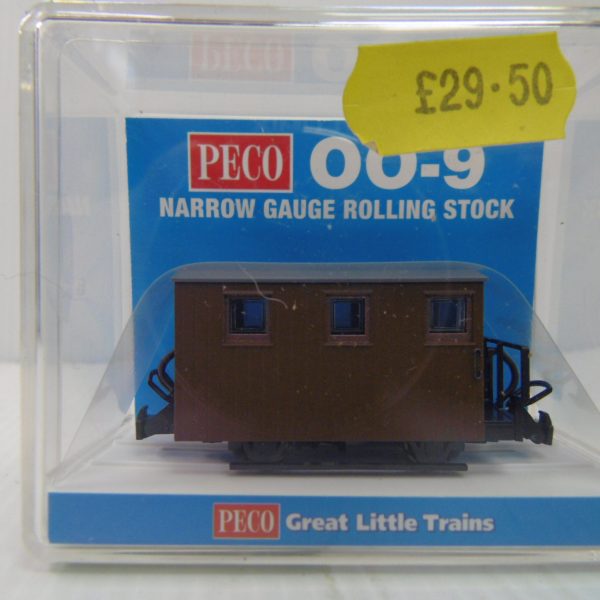 £29.50
PECO OO-9
NARROW GAUGE ROLLING STOCK
PECO Great Little Trains